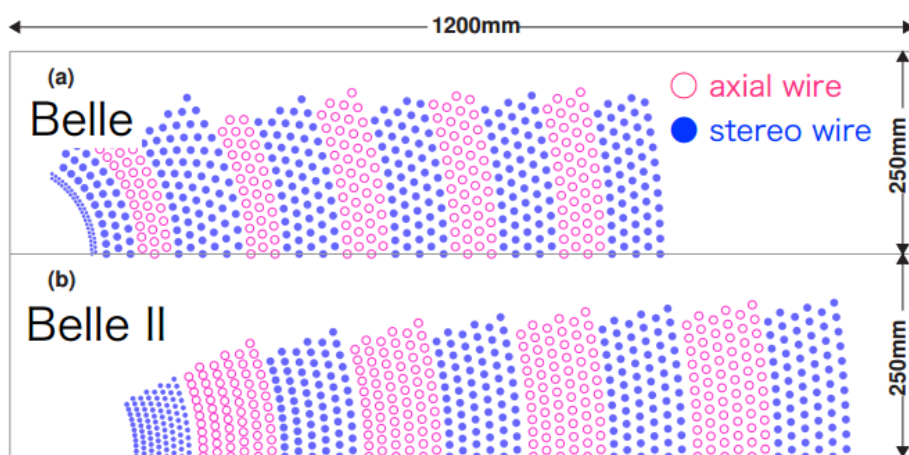 1200mm
(a)
Belle
axial wire
stereo wire
250mm
(b)
Belle II
250mm